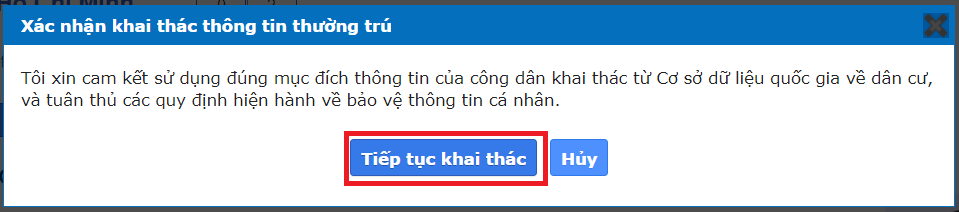 Xác nhận khai thác thông tin thường trú
Tôi xin cam kết sử dụng đúng mục đích thông tin của công dân khai thác từ Cơ sở dữ liệu quốc gia về dân cư,
và tuân thủ các quy định hiện hành về bảo vệ thông tin cá nhân.
Tiếp tục khai thác Hủy